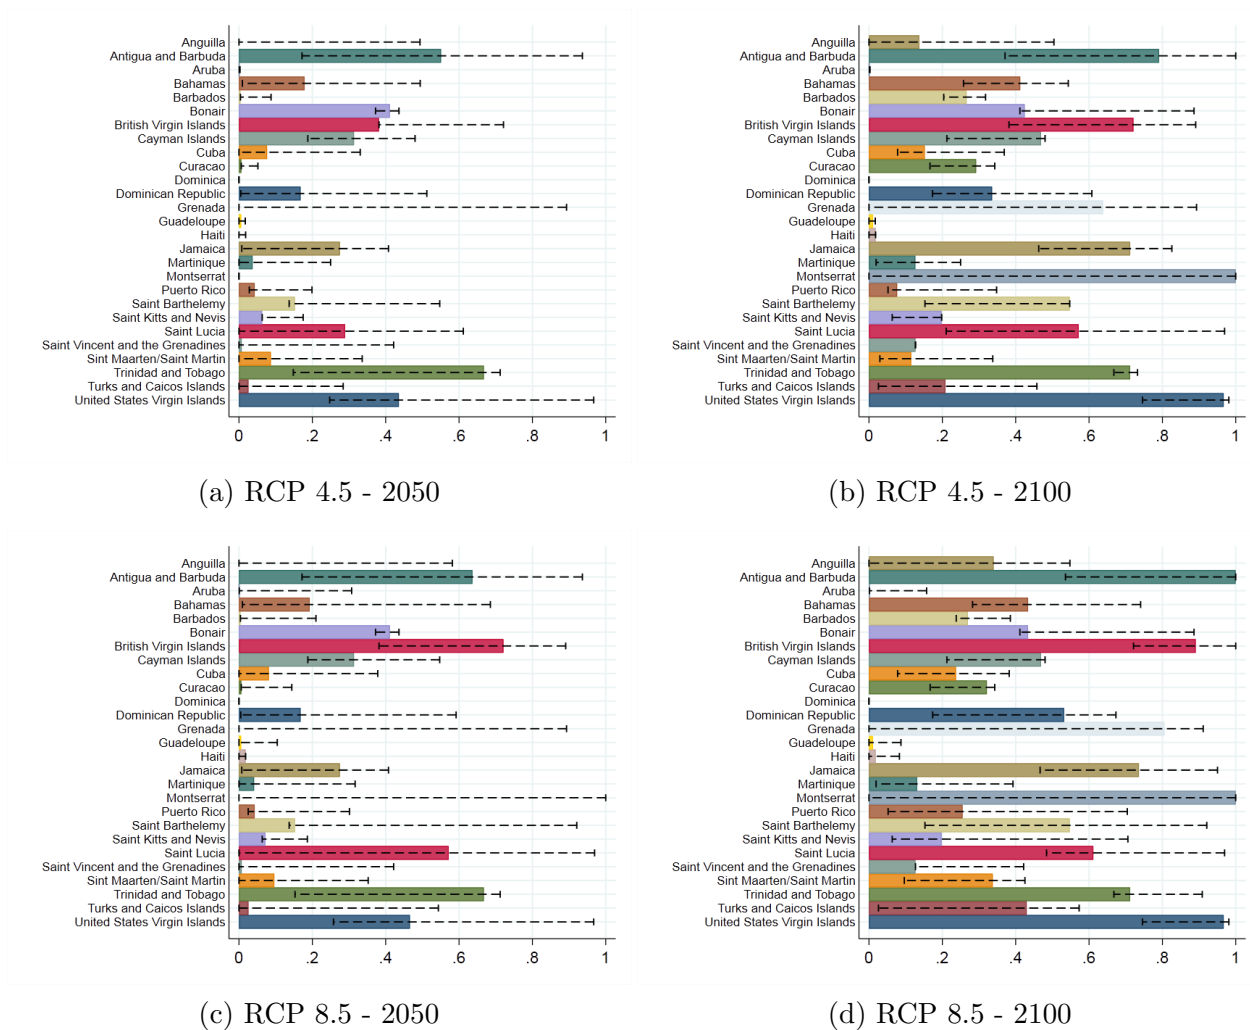 Anguilla
Antigua and Barbuda
Aruba
Bahamas
Barbados
Bonair
British Virgin Islands
Cayman Islands
Cuba
Curacao
Dominica
Dominican Republic
Grenada
Guadeloupe
Haiti
Jamaica
Martinique
Montserrat
Puerto Rico
Saint Barthelemy
Saint Kitts and Nevis
Saint Lucia
Saint Vincent and the Grenadines
Sint Maarten/Saint Martin
Trinidad and Tobago
Turks and Caicos Islands
United States Virgin Islands
0 .2 .4 .6 .8 1
(a) RCP 4.5 - 2050
Anguilla
Antigua and Barbuda
Aruba
Bahamas
Barbados
Bonair
British Virgin Islands
Cayman Islands
Cuba
Curacao
Dominica
Dominican Republic
Grenada
Guadeloupe
Haiti
Jamaica
Martinique
Montserrat
Puerto Rico
Saint Barthelemy
Saint Kitts and Nevis
Saint Lucia
Saint Vincent and the Grenadines
Sint Maarten/Saint Martin
Trinidad and Tobago
Turks and Caicos Islands
United States Virgin Islands
0 .2 .4 .6 .8 1
(b) RCP 4.5 - 2100
Anguilla
Antigua and Barbuda
Aruba
Bahamas
Barbados
Bonair
British Virgin Islands
Cayman Islands
Cuba
Curacao
Dominica
Dominican Republic
Grenada
Guadeloupe
Haiti
Jamaica
Martinique
Montserrat
Puerto Rico
Saint Barthelemy
Saint Kitts and Nevis
Saint Lucia
Saint Vincent and the Grenadines
Sint Maarten/Saint Martin
Trinidad and Tobago
Turks and Caicos Islands
United States Virgin Islands
0 .2 .4 .6 .8 1
(c) RCP 8.5 - 2050
Anguilla
Antigua and Barbuda
Aruba
Bahamas
Barbados
Bonair
British Virgin Islands
Cayman Islands
Cuba
Curacao
Dominica
Dominican Republic
Grenada
Guadeloupe
Haiti
Jamaica
Martinique
Montserrat
Puerto Rico
Saint Barthelemy
Saint Kitts and Nevis
Saint Lucia
Saint Vincent and the Grenadines
Sint Maarten/Saint Martin
Trinidad and Tobago
Turks and Caicos Islands
United States Virgin Islands
0 .2 .4 .6 .8 1
(d) RCP 8.5 - 2100